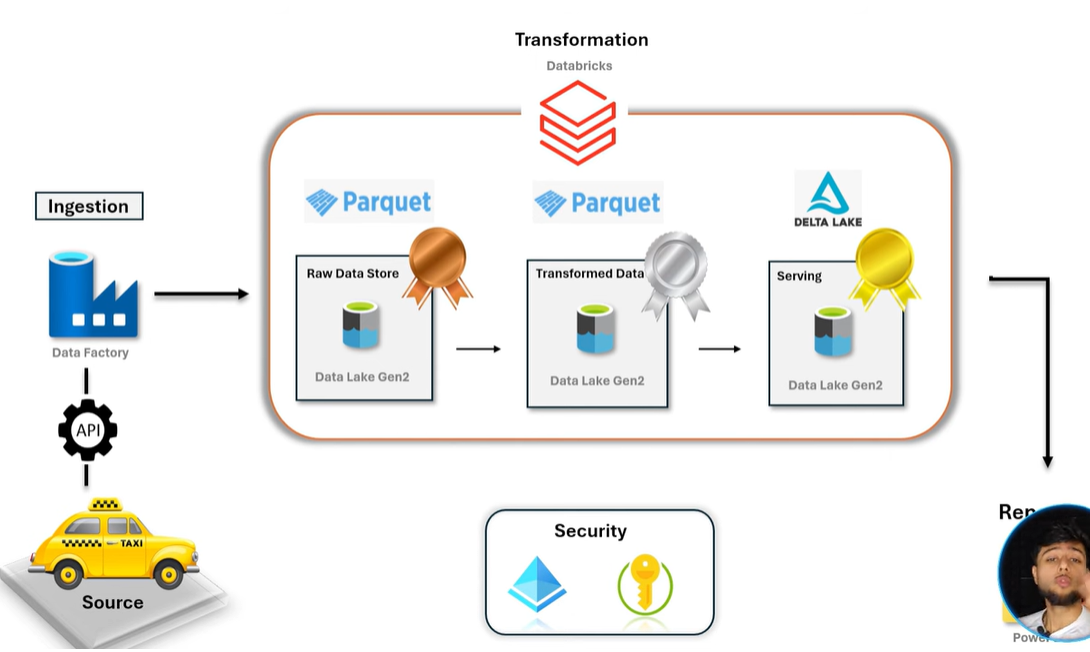 Transformation
Databricks
Ingestion
Data Factory
API
TAXI
Source
Parquet
Raw Data Store
Data Lake Gen2
Parquet
Transformed Data
Data Lake Gen2
DELTA LAKE
Serving
Data Lake Gen2
Security